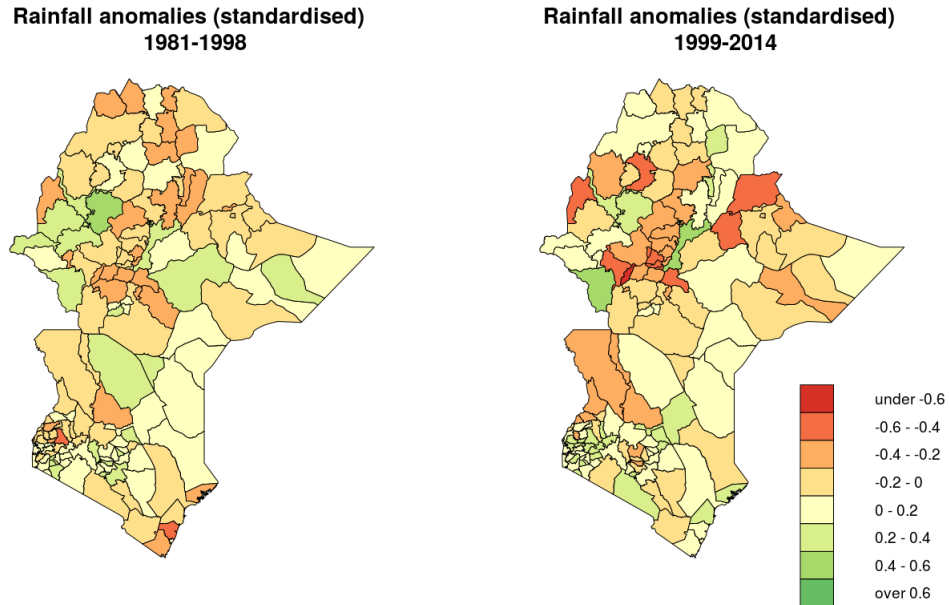 Rainfall anomalies (standardised)
1981-1998
Rainfall anomalies (standardised)
1999-2014
under -0.6
-0.6 - -0.4
-0.4 - -0.2
-0.2 - 0
0 - 0.2
0.2 - 0.4
0.4 - 0.6
over 0.6